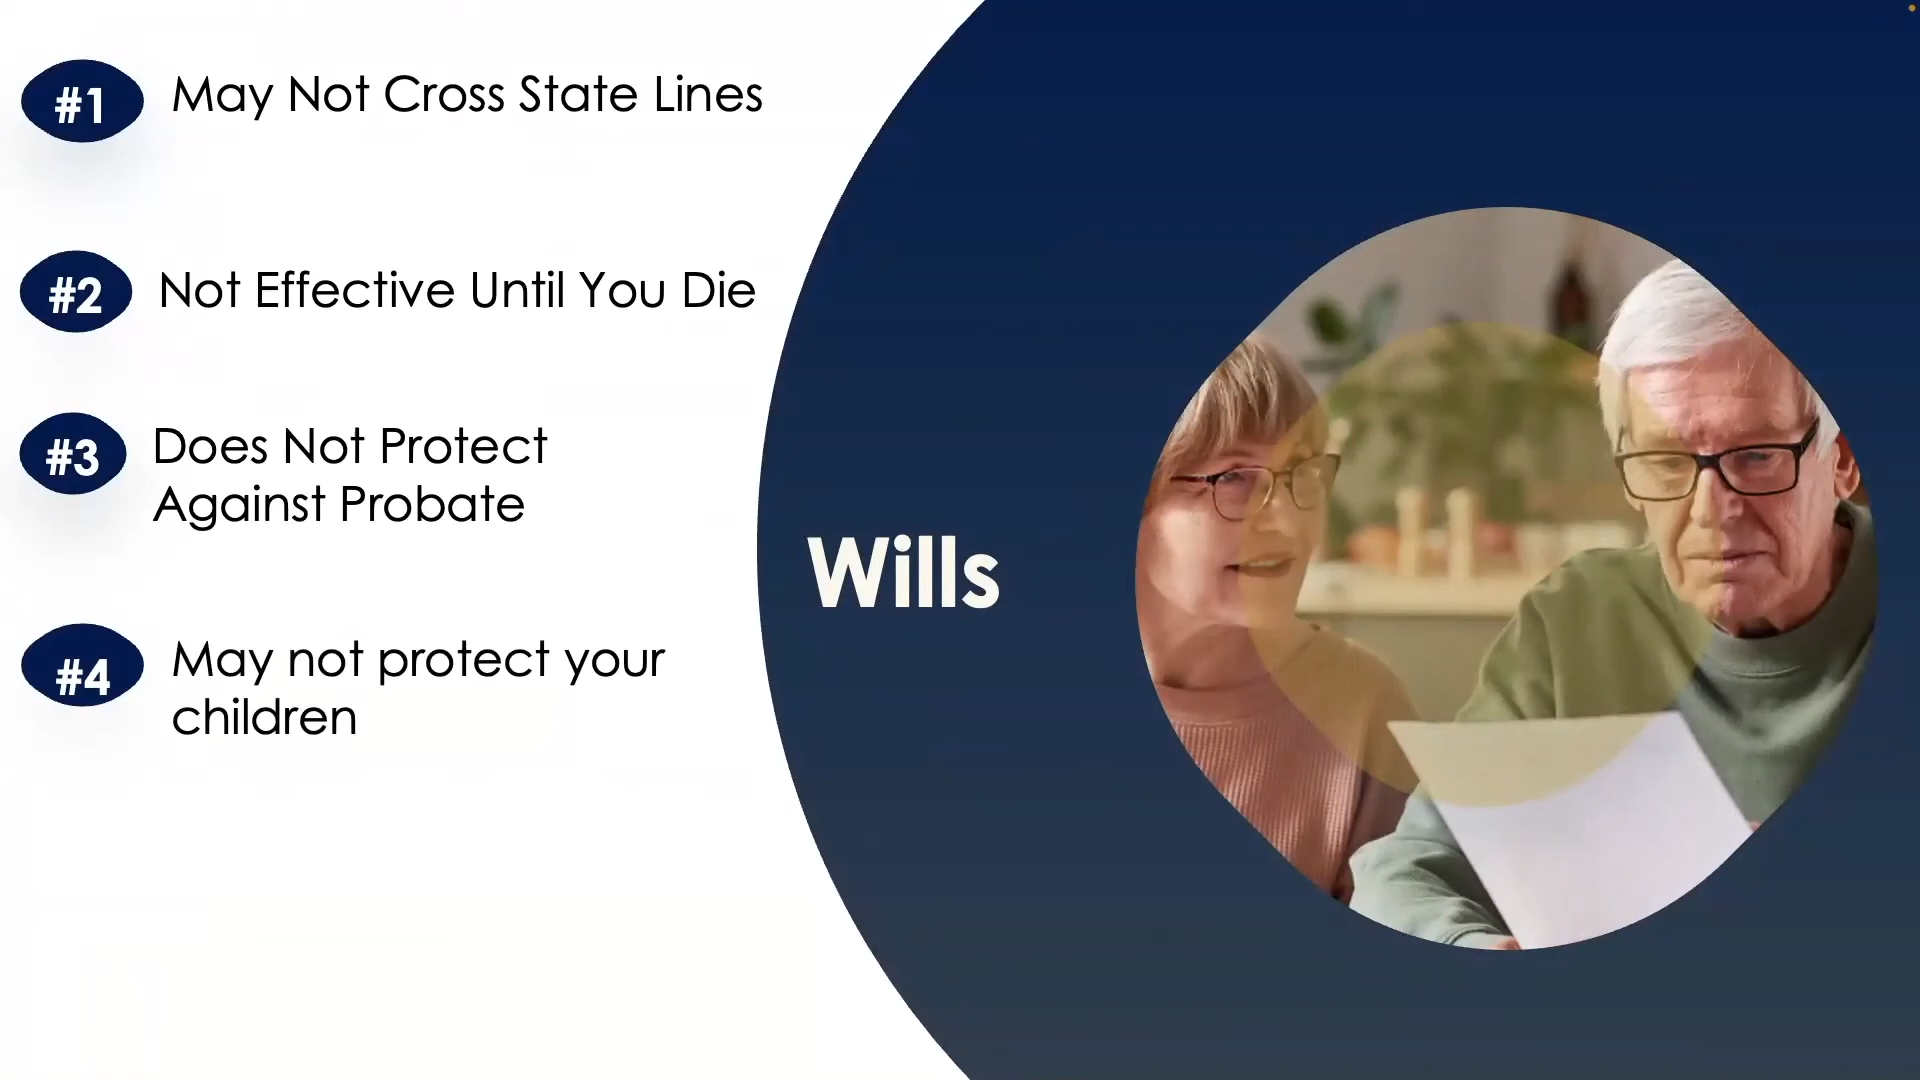 #1 May Not Cross State Lines
#2 Not Effective Until You Die
#3 Does Not Protect
Against Probate
#4 May not protect your
children
Wills